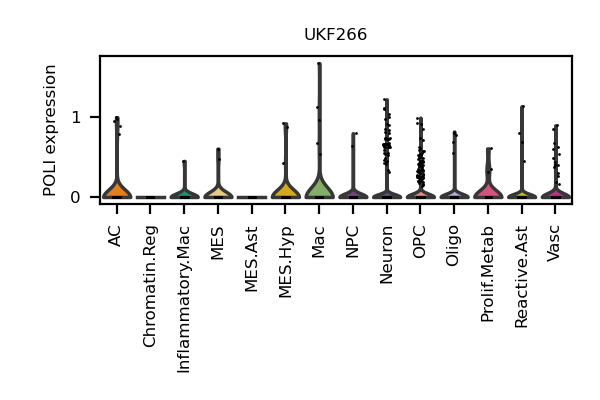 UKF266
POLI expression
1
0
AC
Chromatin.Reg
Inflammatory.Mac
MES
MES.Ast
MES.Hyp
Mac
NPC
Neuron
OPC
Oligo
Prolif.Metab
Reactive.Ast
Vasc